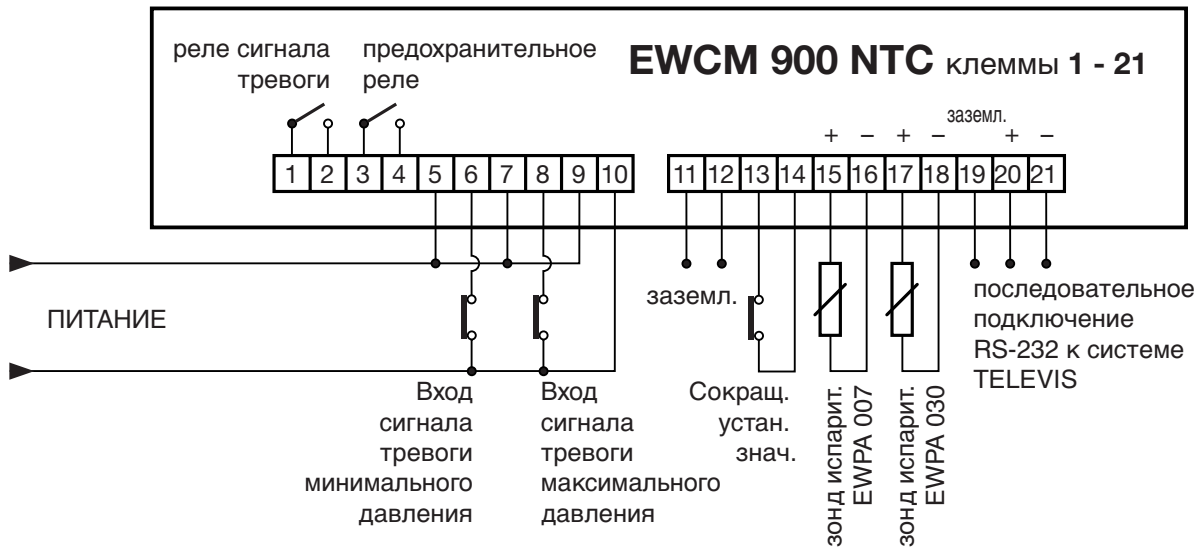 реле сигнала
тревоги
предохранительное
реле
EWCM 900 NTC клеммы 1 - 21
заземл.
+ – + – + –
1 2 3 4 5 6 7 8 9 10 11 12 13 14 15 16 17 18 19 20 21
ПИТАНИЕ
Вход
сигнала
тревоги
минимального
давления
Вход
сигнала
тревоги
максимального
давления
заземл.
Сокращ.
устан.
знач.
зонд испарит.
EWPA 007
зонд испарит.
EWPA 030
последовательное
подключение
RS-232 к системе
TELEVIS